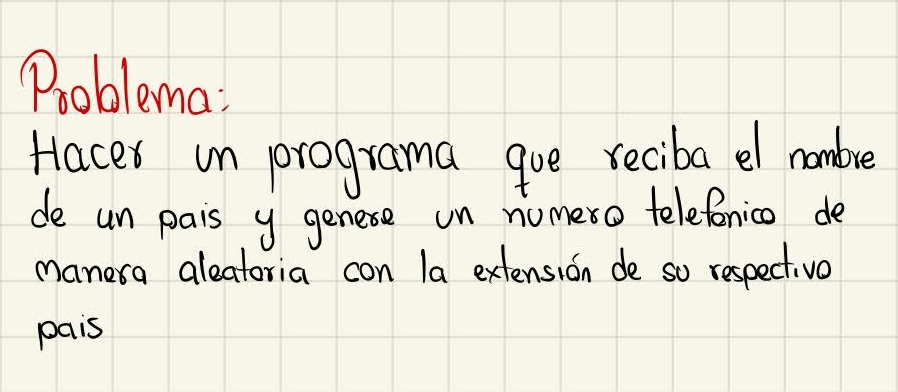 Problema:
Hacer un programa que reciba el nombre
de un pais y genere un numero telefonico de
manera aleatoria con la extensión de su respectivo
pais